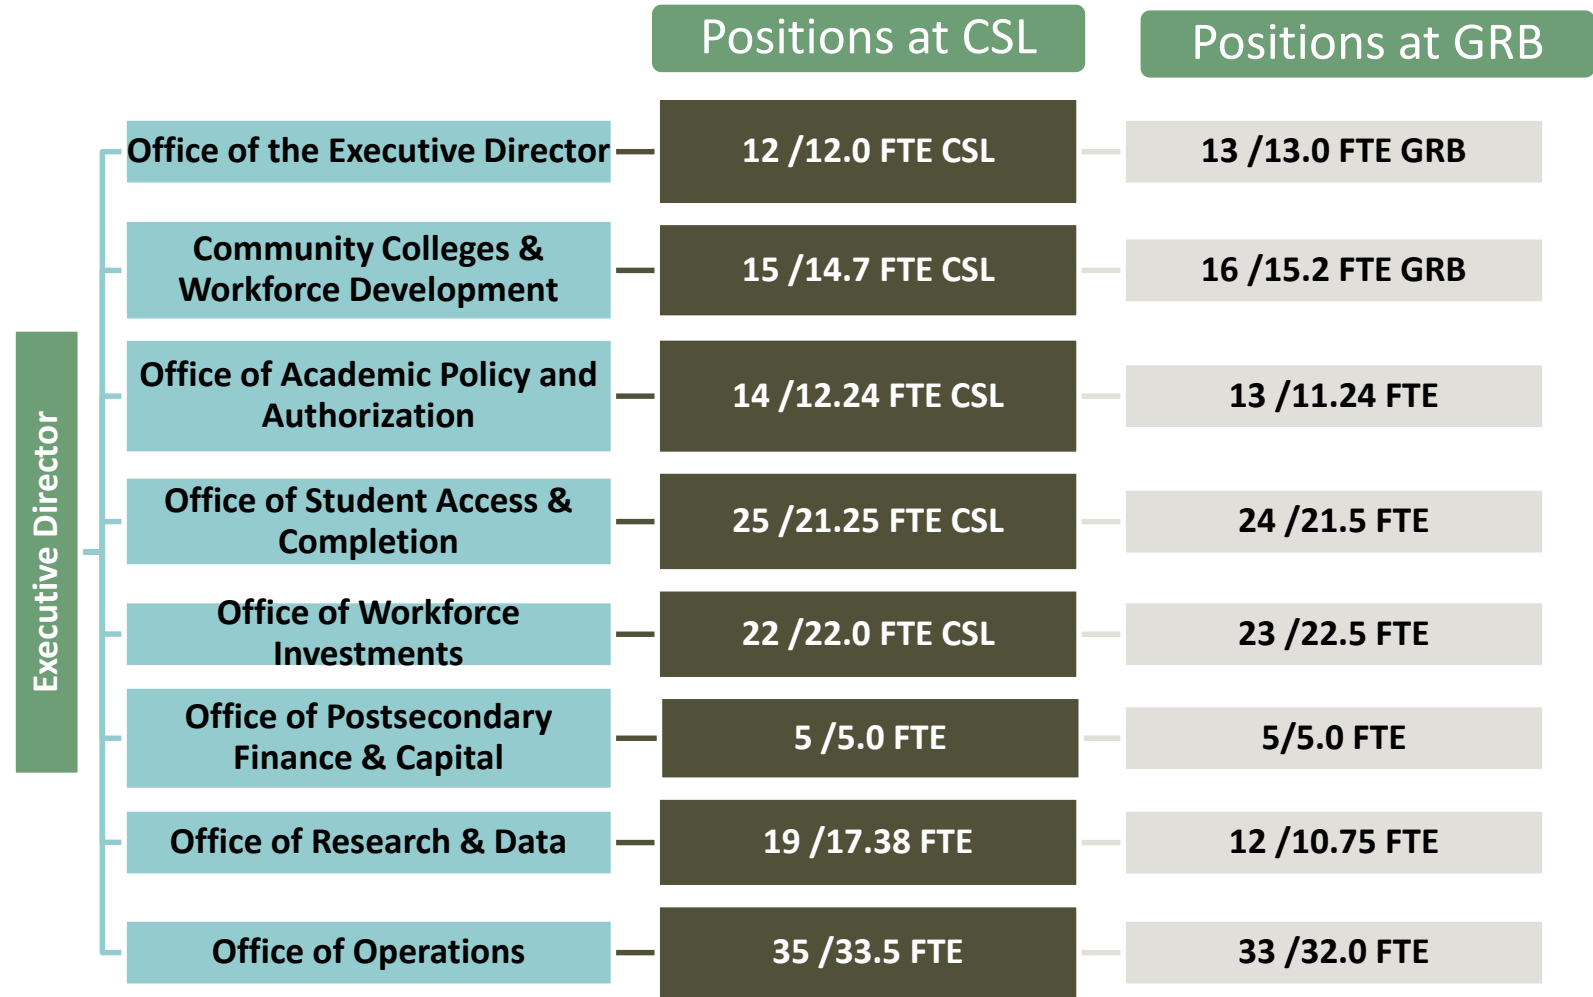 Positions at CSL
Positions at GRB
Executive Director
Office of the Executive Director
12 /12.0 FTE CSL
13 /13.0 FTE GRB
Community Colleges &
Workforce Development
15 /14.7 FTE CSL
16 /15.2 FTE GRB
Office of Academic Policy and
Authorization
14 /12.24 FTE CSL
13 /11.24 FTE
Office of Student Access &
Completion
25 /21.25 FTE CSL
24 /21.5 FTE
Office of Workforce
Investments
22 /22.0 FTE CSL
23 /22.5 FTE
Office of Postsecondary
Finance & Capital
5 /5.0 FTE
5/5.0 FTE
Office of Research & Data
19 /17.38 FTE
12 /10.75 FTE
Office of Operations
35 /33.5 FTE
33 /32.0 FTE